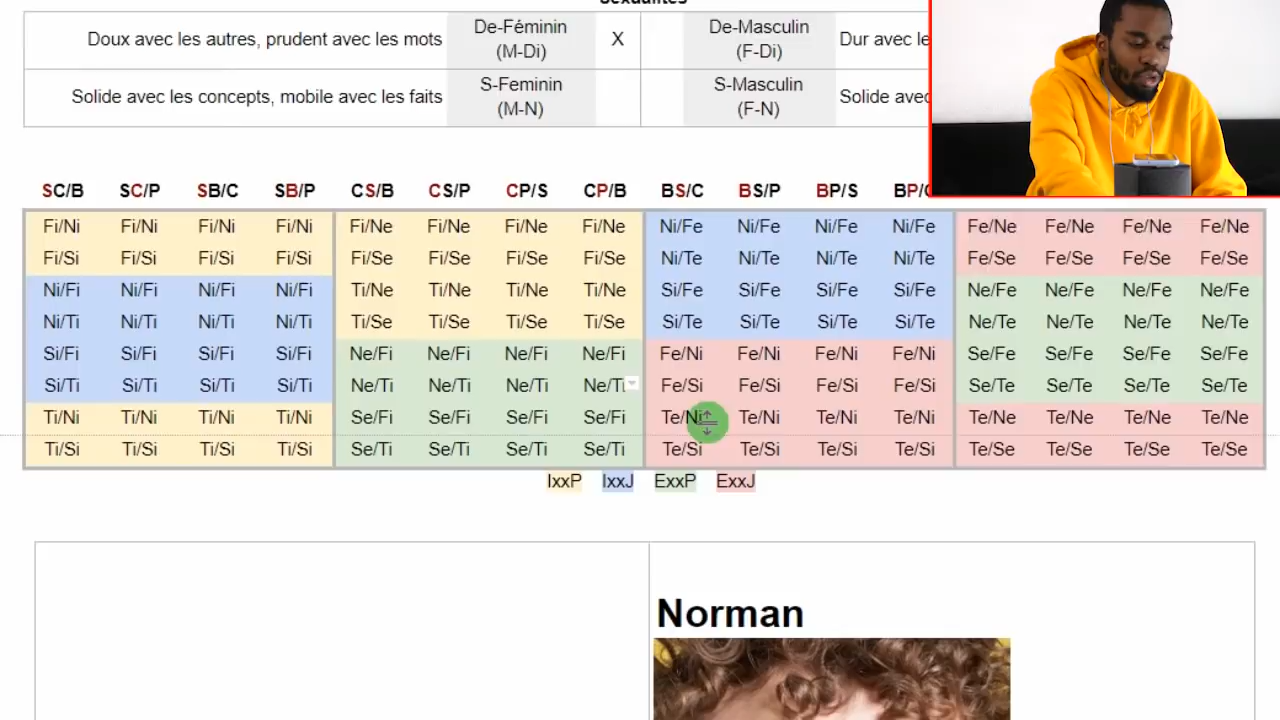 Sexualités
Doux avec les autres, prudent avec les mots De-Féminin (M-Di) X De-Masculin (F-Di) Dur avec le
Solide avec les concepts, mobile avec les faits S-Feminin (M-N) S-Masculin (F-N) Solide avec
SC/B SC/P SB/C SB/P CS/B CS/P CP/S CP/B BS/C BS/P BP/S BP/
Fi/Ni Fi/Ni Fi/Ni Fi/Ni Fi/Ne Fi/Ne Fi/Ne Fi/Ne Ni/Fe Ni/Fe Ni/Fe Ni/Fe Fe/Ne Fe/Ne Fe/Ne Fe/Ne
Fi/Si Fi/Si Fi/Si Fi/Si Fi/Se Fi/Se Fi/Se Fi/Se Ni/Te Ni/Te Ni/Te Ni/Te Fe/Se Fe/Se Fe/Se Fe/Se
Ni/Fi Ni/Fi Ni/Fi Ni/Fi Ti/Ne Ti/Ne Ti/Ne Ti/Ne Si/Fe Si/Fe Si/Fe Si/Fe Ne/Fe Ne/Fe Ne/Fe Ne/Fe
Ni/Ti Ni/Ti Ni/Ti Ni/Ti Ti/Se Ti/Se Ti/Se Ti/Se Si/Te Si/Te Si/Te Si/Te Ne/Te Ne/Te Ne/Te Ne/Te
Si/Fi Si/Fi Si/Fi Si/Fi Ne/Fi Ne/Fi Ne/Fi Ne/Fi Fe/Ni Fe/Ni Fe/Ni Fe/Ni Se/Fe Se/Fe Se/Fe Se/Fe
Si/Ti Si/Ti Si/Ti Si/Ti Ne/Ti Ne/Ti Ne/Ti Ne/Ti Fe/Si Fe/Si Fe/Si Fe/Si Se/Te Se/Te Se/Te Se/Te
Ti/Ni Ti/Ni Ti/Ni Ti/Ni Se/Fi Se/Fi Se/Fi Se/Fi Te/Ni Te/Ni Te/Ni Te/Ni Te/Ne Te/Ne Te/Ne Te/Ne
Ti/Si Ti/Si Ti/Si Ti/Si Se/Ti Se/Ti Se/Ti Se/Ti Te/Si Te/Si Te/Si Te/Si Te/Se Te/Se Te/Se Te/Se
IxxP IxxJ ExxP ExxJ
Norman